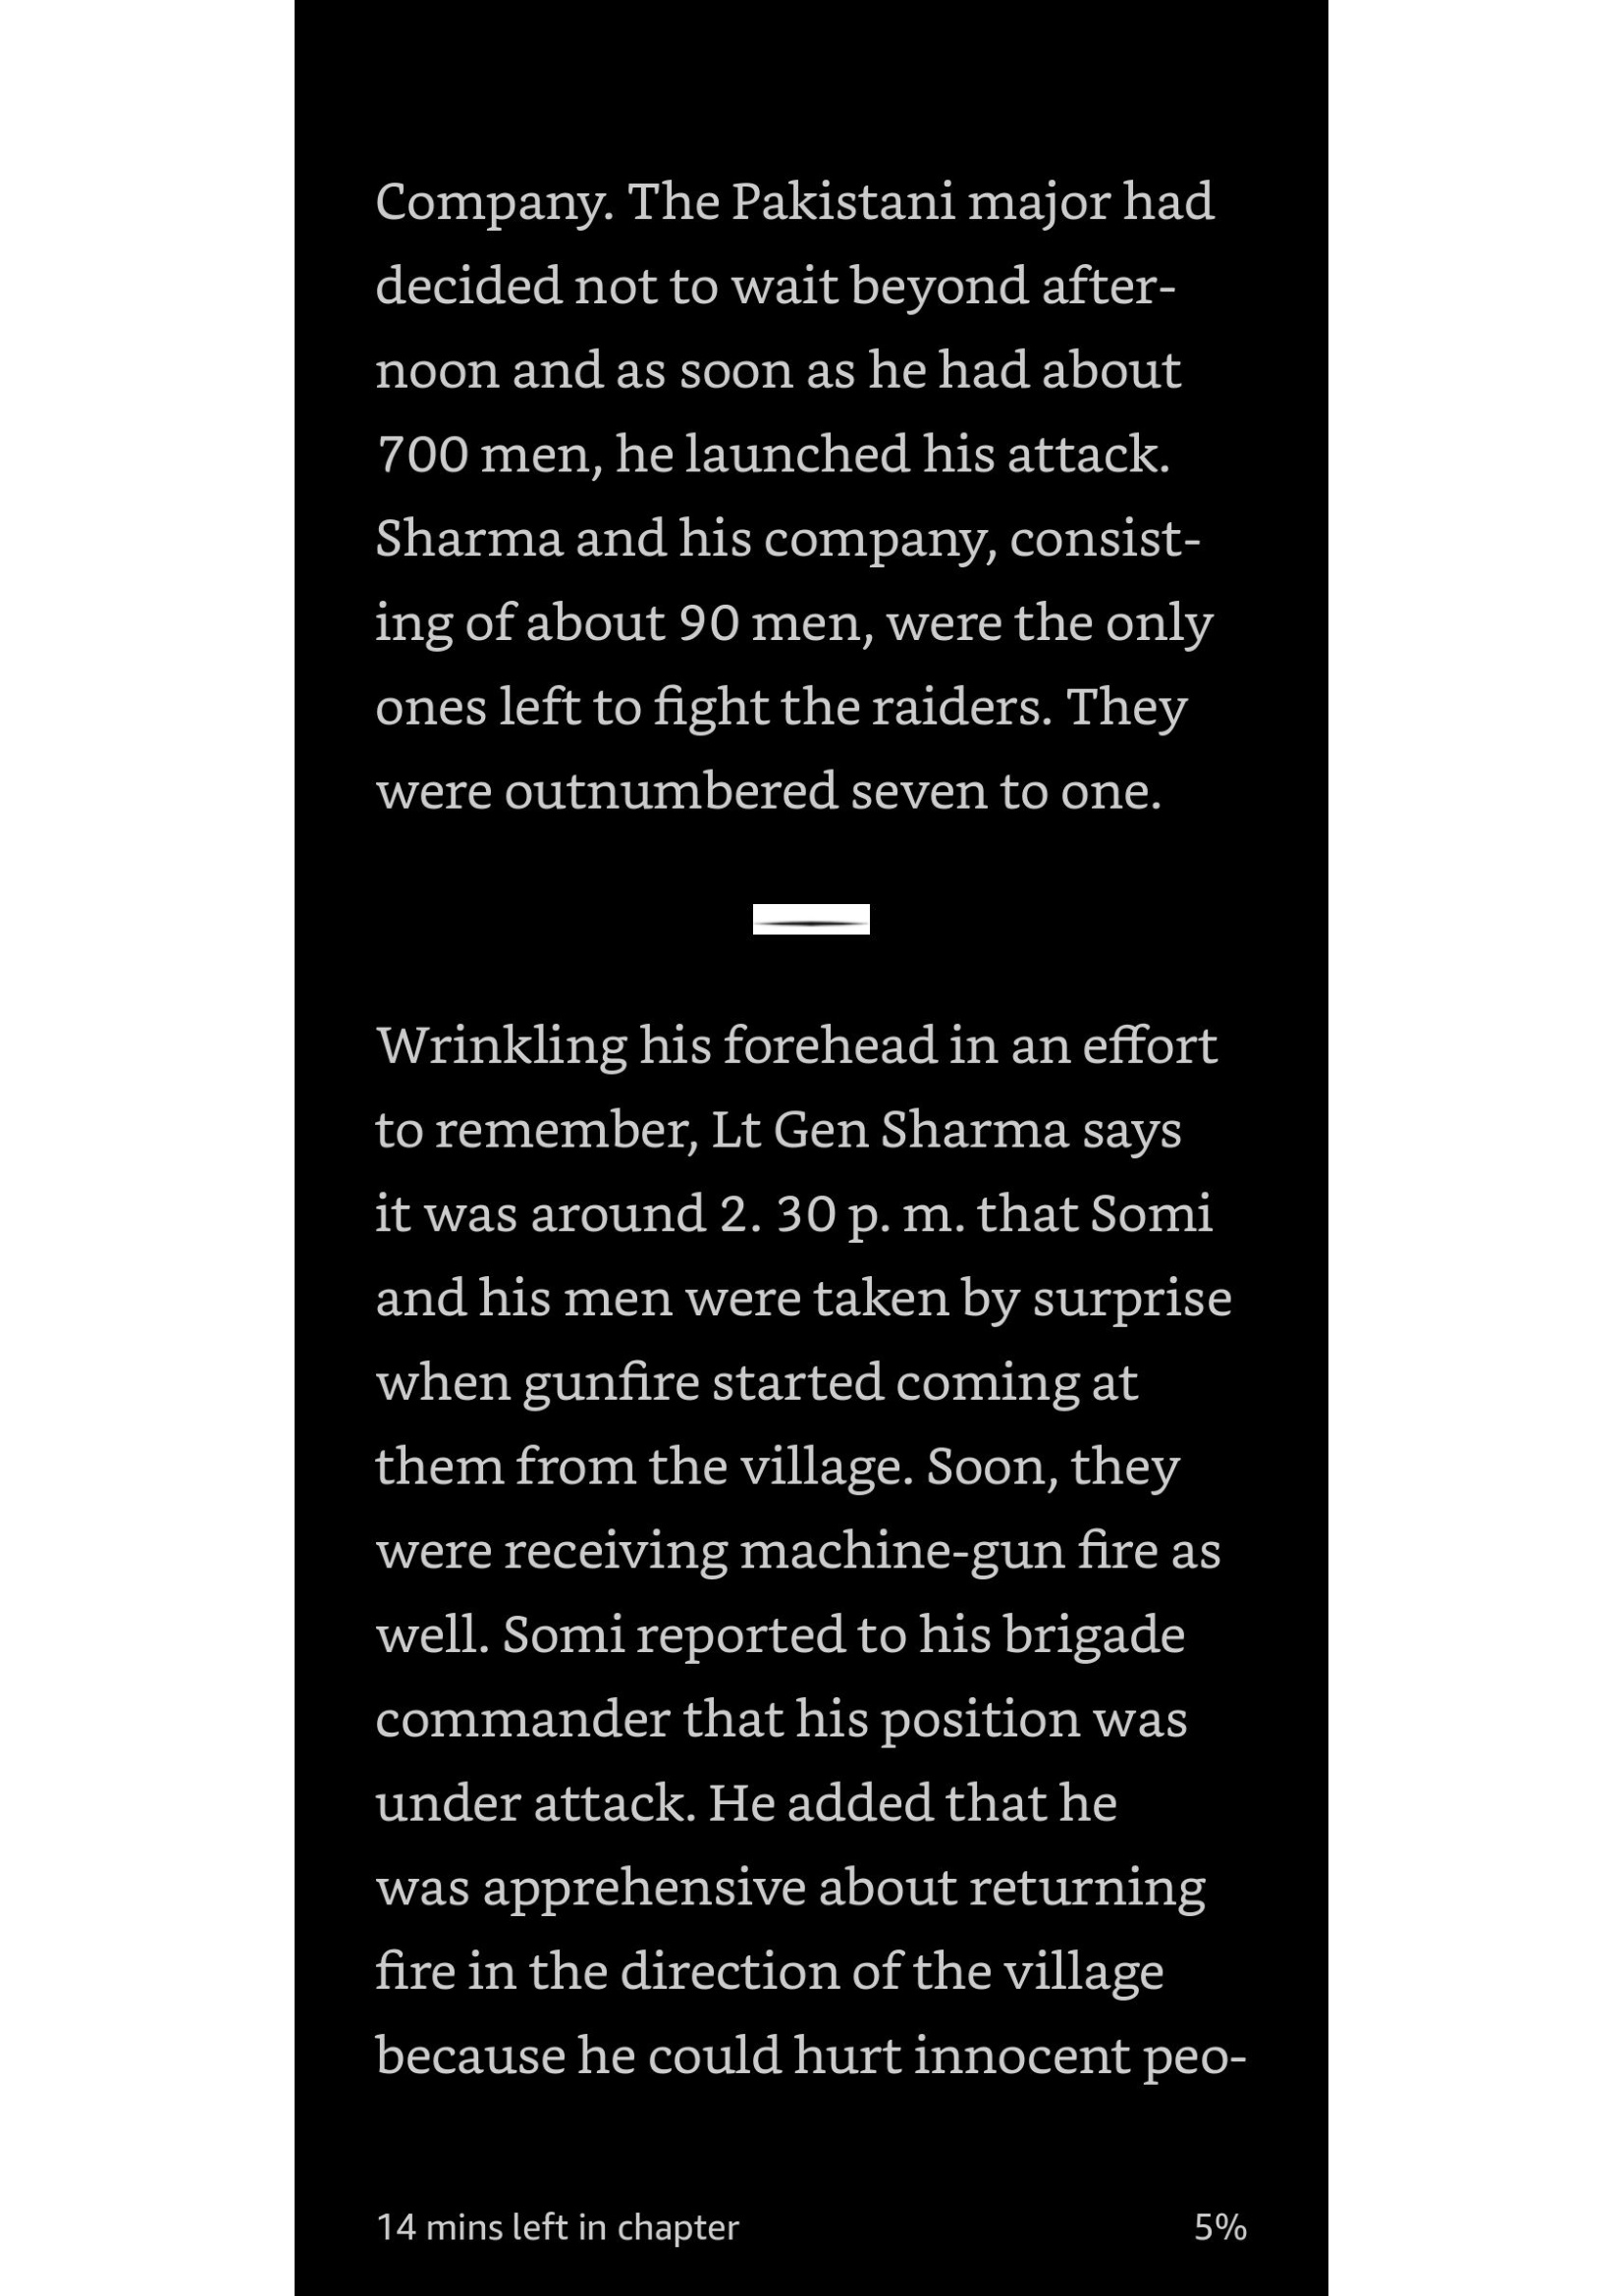 Company. The Pakistani major had
decided not to wait beyond after-
noon and as soon as he had about
700 men, he launched his attack.
Sharma and his company, consist-
ing of about 90 men, were the only
ones left to fight the raiders. They
were outnumbered seven to one.
Wrinkling his forehead in an effort
to remember, Lt Gen Sharma says
it was around 2. 30 p. m. that Somi
and his men were taken by surprise
when gunfire started coming at
them from the village. Soon, they
were receiving machine-gun fire as
well. Somi reported to his brigade
commander that his position was
under attack. He added that he
was apprehensive about returning
fire in the direction of the village
because he could hurt innocent peo-
14 mins left in chapter 5%